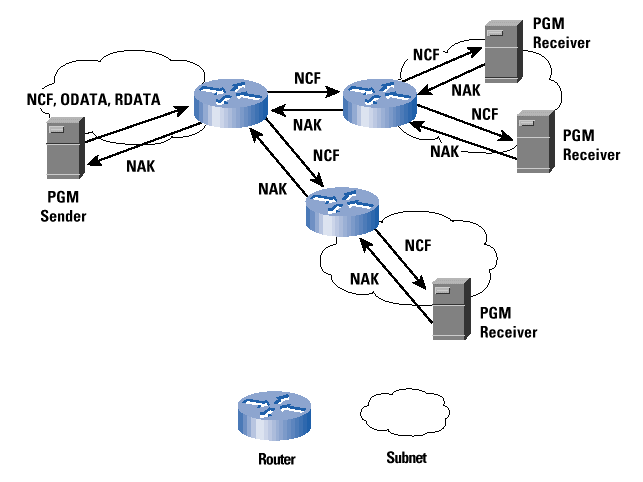 PGM
Receiver
NCF
NCF
NAK
NCF, ODATA, RDATA
NCF
NAK
NAK
PGM
Receiver
NAK
NCF
PGM
Sender
NAK
NCF
NAK
PGM
Receiver
Router
Subnet